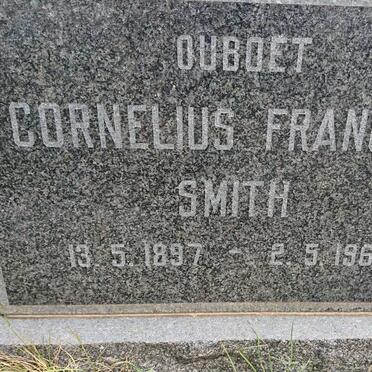 OUBOET
CORNELIUS FRAN
SMITH
13.5.1897 - 2.5.196